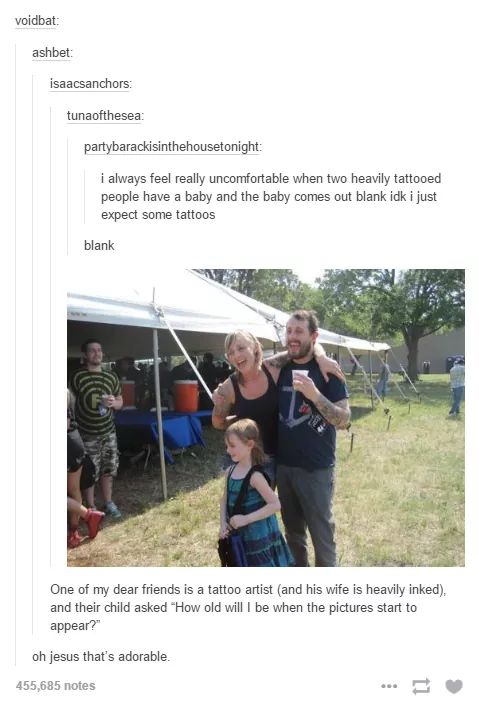 voidbat:
ashbet:
isaacsanchors:
tunaofthesea:
partybarackisinthehousetonight:
i always feel really uncomfortable when two heavily tattooed
people have a baby and the baby comes out blank idk i just
expect some tattoos
blank
One of my dear friends is a tattoo artist (and his wife is heavily inked),
and their child asked “How old will I be when the pictures start to
appear?”
oh jesus that’s adorable.
455,685 notes